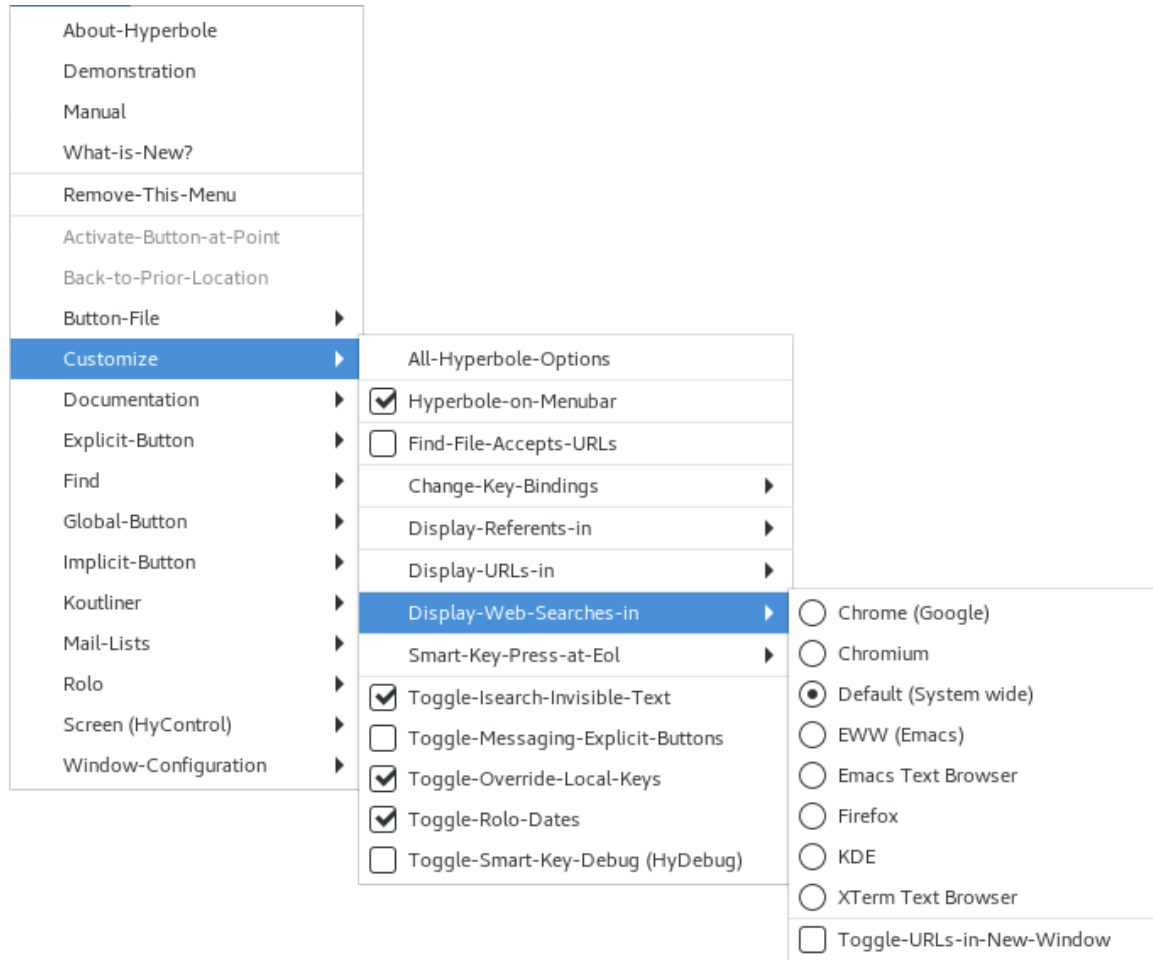 About-Hyperbole
Demonstration
Manual
What-is-New?
Remove-This-Menu
Activate-Button-at-Point
Back-to-Prior-Location
Button-File
Customize
Documentation
Explicit-Button
Find
Global-Button
Implicit-Button
Koutliner
Mail-Lists
Rolo
Screen (HyControl)
Window-Configuration
All-Hyperbole-Options
Hyperbole-on-Menubar
Find-File-Accepts-URLs
Change-Key-Bindings
Display-Referents-in
Display-URLs-in
Display-Web-Searches-in
Smart-Key-Press-at-Eol
Toggle-Isearch-Invisible-Text
Toggle-Messaging-Explicit-Buttons
Toggle-Override-Local-Keys
Toggle-Rolo-Dates
Toggle-Smart-Key-Debug (HyDebug)
Chrome (Google)
Chromium
Default (System wide)
EWW (Emacs)
Emacs Text Browser
Firefox
KDE
XTerm Text Browser
Toggle-URLs-in-New-Window